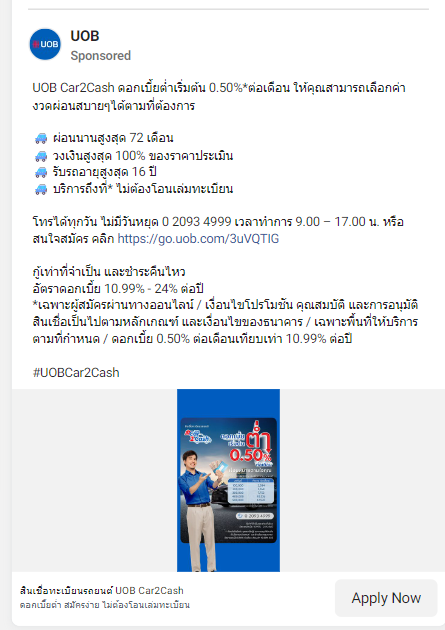 UOB
UOB
Sponsored
UOB Car2Cash ดอกเบี้ยต่ำเริ่มต้น 0.50%*ต่อเดือน ให้คุณสามารถเลือกค่า
งวดผ่อนสบายๆได้ตามที่ต้องการ
🚙 ผ่อนนานสูงสุด 72 เดือน
🚙 วงเงินสูงสุด 100% ของราคาประเมิน
🚙 รับรถอายุสูงสุด 16 ปี
🚙 บริการถึงที่* ไม่ต้องโอนเล่มทะเบียน
โทรได้ทุกวัน ไม่มีวันหยุด 0 2093 4999 เวลาทำการ 9.00 – 17.00 น. หรือ
สนใจสมัคร คลิก https://go.uob.com/3uVQTIG
กู้เท่าที่จำเป็น และชำระคืนไหว
อัตราดอกเบี้ย 10.99% - 24% ต่อปี
*เฉพาะผู้สมัครผ่านทางออนไลน์ / เงื่อนไขโปรโมชัน คุณสมบัติ และการอนุมัติ
สินเชื่อเป็นไปตามหลักเกณฑ์ และเงื่อนไขของธนาคาร / เฉพาะพื้นที่ให้บริการ
ตามที่กำหนด / ดอกเบี้ย 0.50% ต่อเดือนเทียบเท่า 10.99% ต่อปี
#UOBCar2Cash
ดอกเบี้ย
เริ่มต้น
ต่ำ
0.50%
0 2093 4999
สินเชื่อทะเบียนรถยนต์ UOB Car2Cash
ดอกเบี้ยต่ำ สมัครง่าย ไม่ต้องโอนเล่มทะเบียน
Apply Now